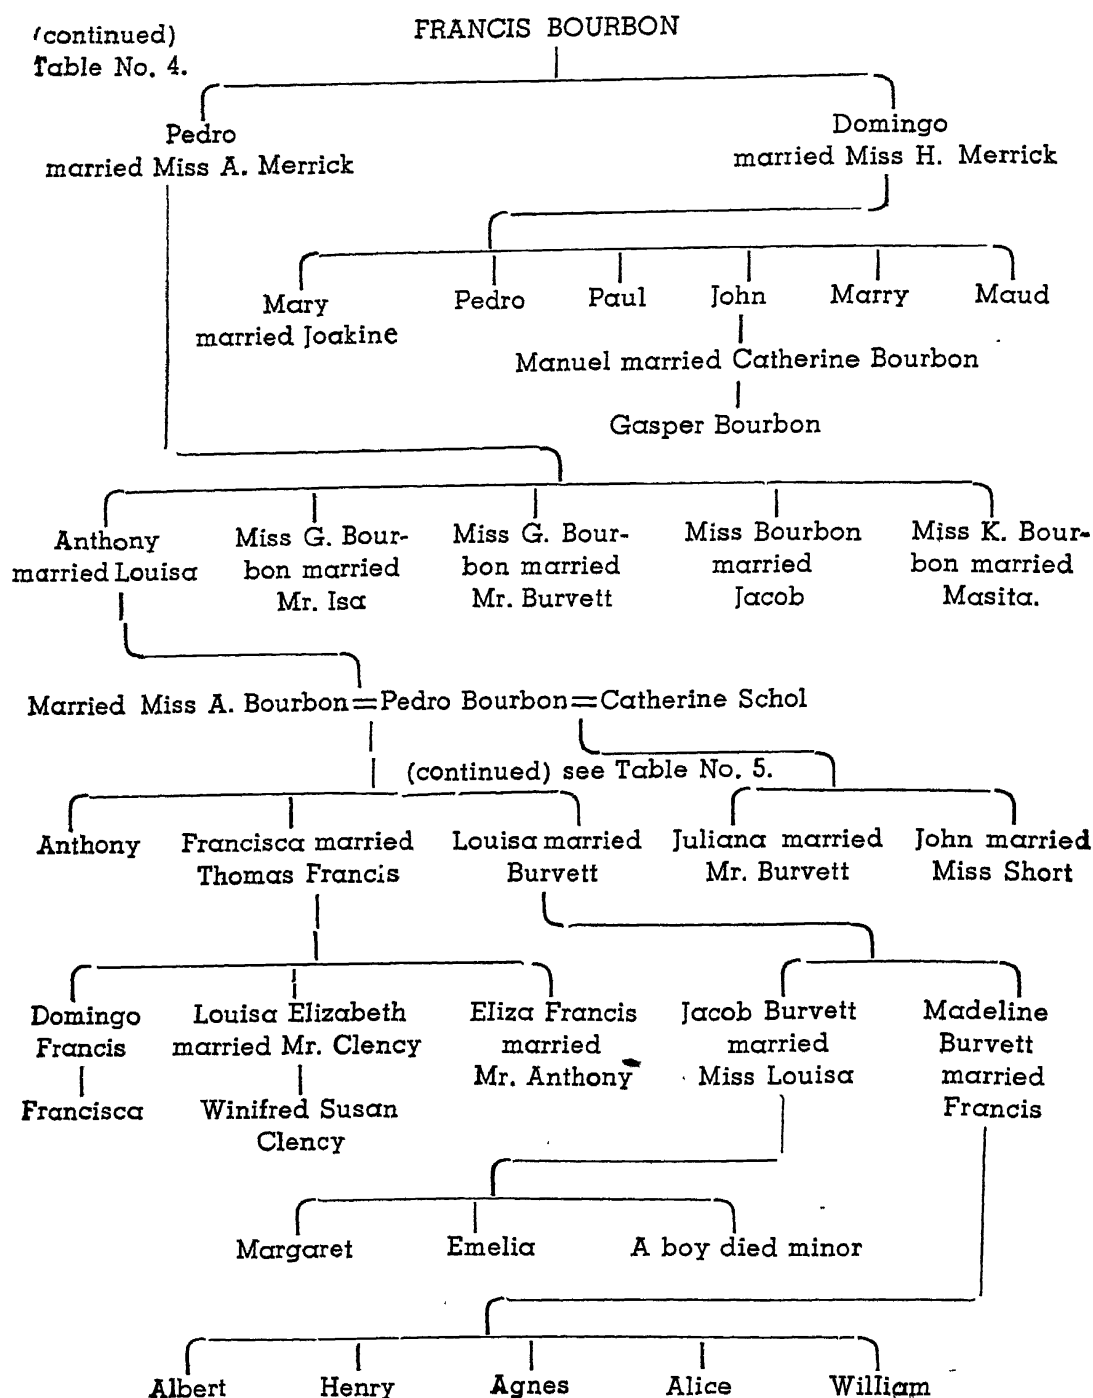 (continued)
Table No. 4.
FRANCIS BOURBON
Pedro
married Miss A. Merrick
Domingo
married Miss H. Merrick
Mary
married Joakine
Pedro
Paul
John
Marry
Maud
Manuel married Catherine Bourbon
Gasper Bourbon
Anthony
married Louisa
Miss G. Bour-
bon married
Mr. Isa
Miss G. Bour-
bon married
Mr. Burvett
Miss Bourbon
married
Jacob
Miss K. Bour-
bon married
Masita.
Married Miss A. Bourbon=Pedro Bourbon=Catherine Schol
(continued) see Table No. 5.
Anthony
Francisca married
Thomas Francis
Louisa married
Burvett
Juliana married
Mr. Burvett
John married
Miss Short
Domingo
Francis
Francisca
Louisa Elizabeth
married Mr. Clency
Winifred Susan
Clency
Eliza Francis
married
Mr. Anthony
Jacob Burvett
married
Miss Louisa
Madeline
Burvett
married
Francis
Margaret
Emelia
A boy died minor
Albert
Henry
Agnes
Alice
William